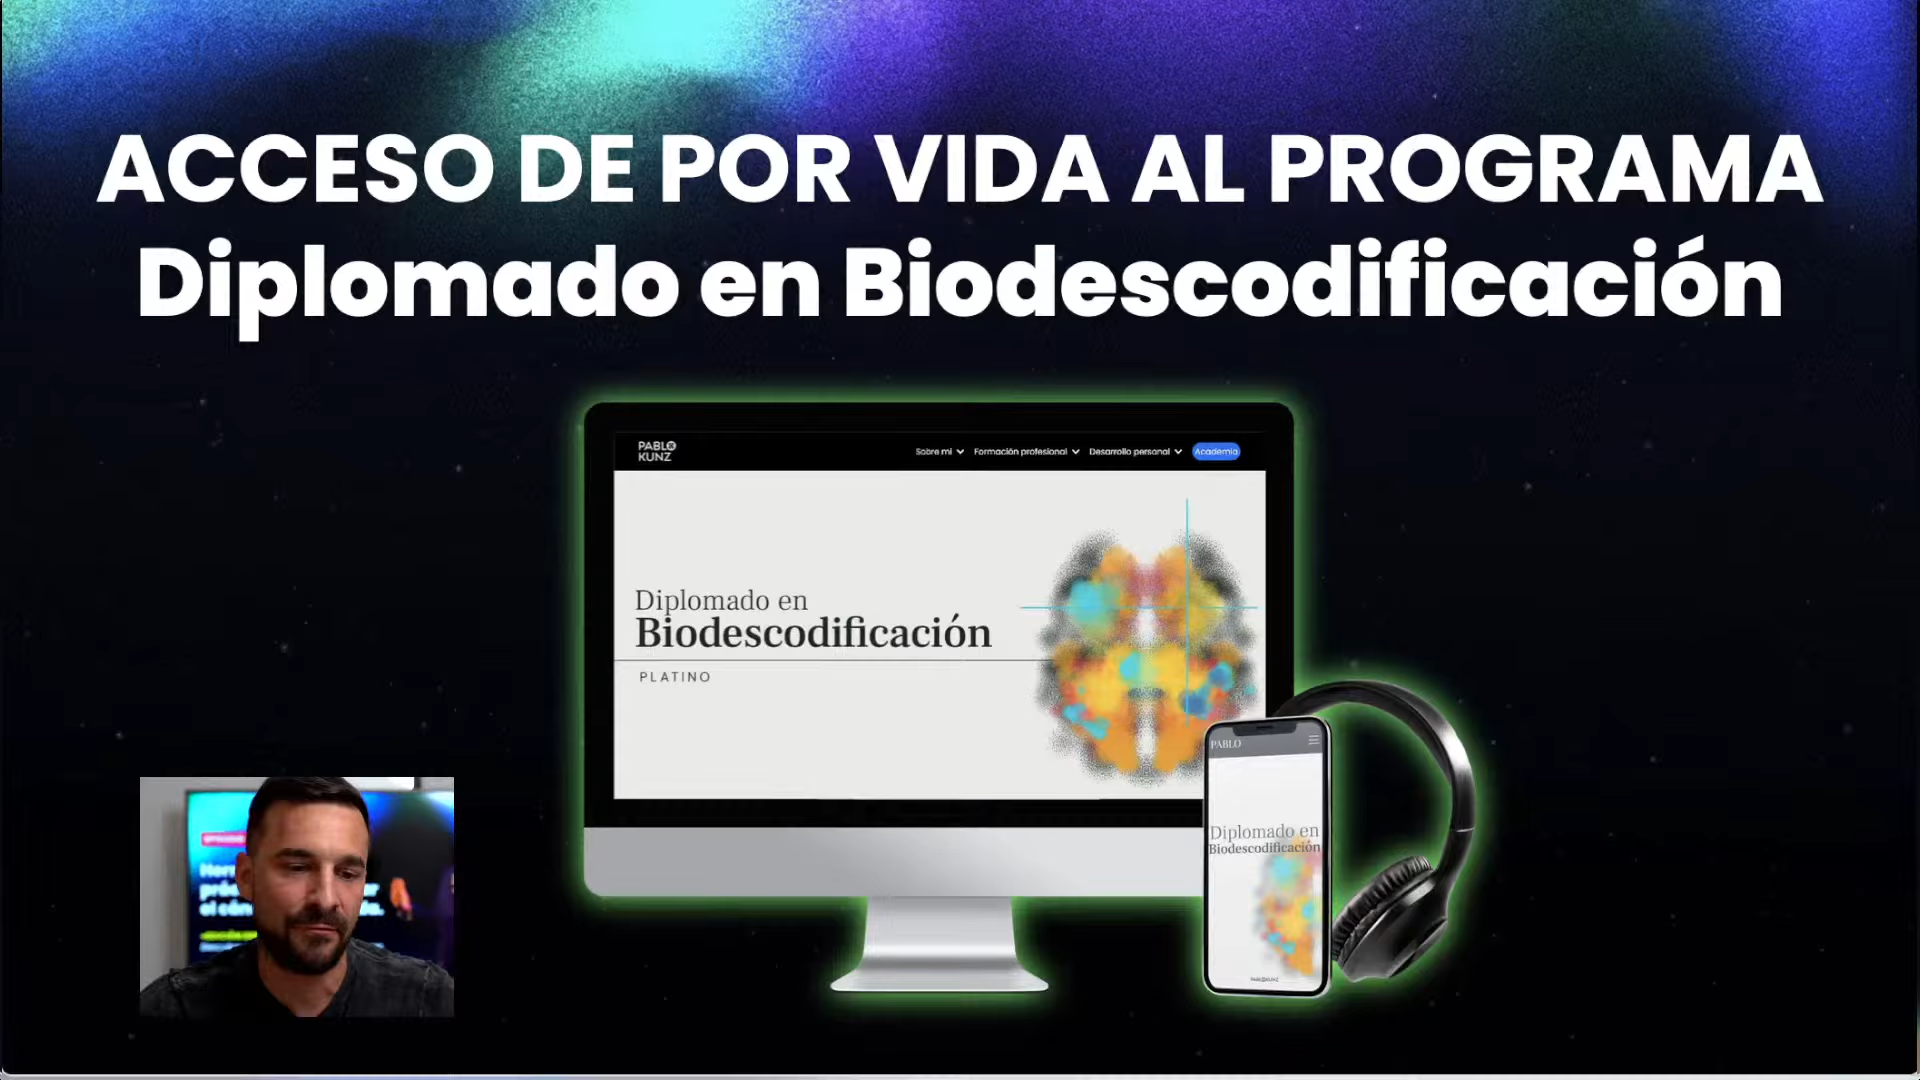 ACCESO DE POR VIDA AL PROGRAMA
Diplomado en Biodescodificación
PABLO
KUNZ
Sobre mí
Formación profesional
Desarrollo personal
Academia
Diplomado en
Biodescodificación
PLATINO
PABLO
Diplomado en
Biodescodificación